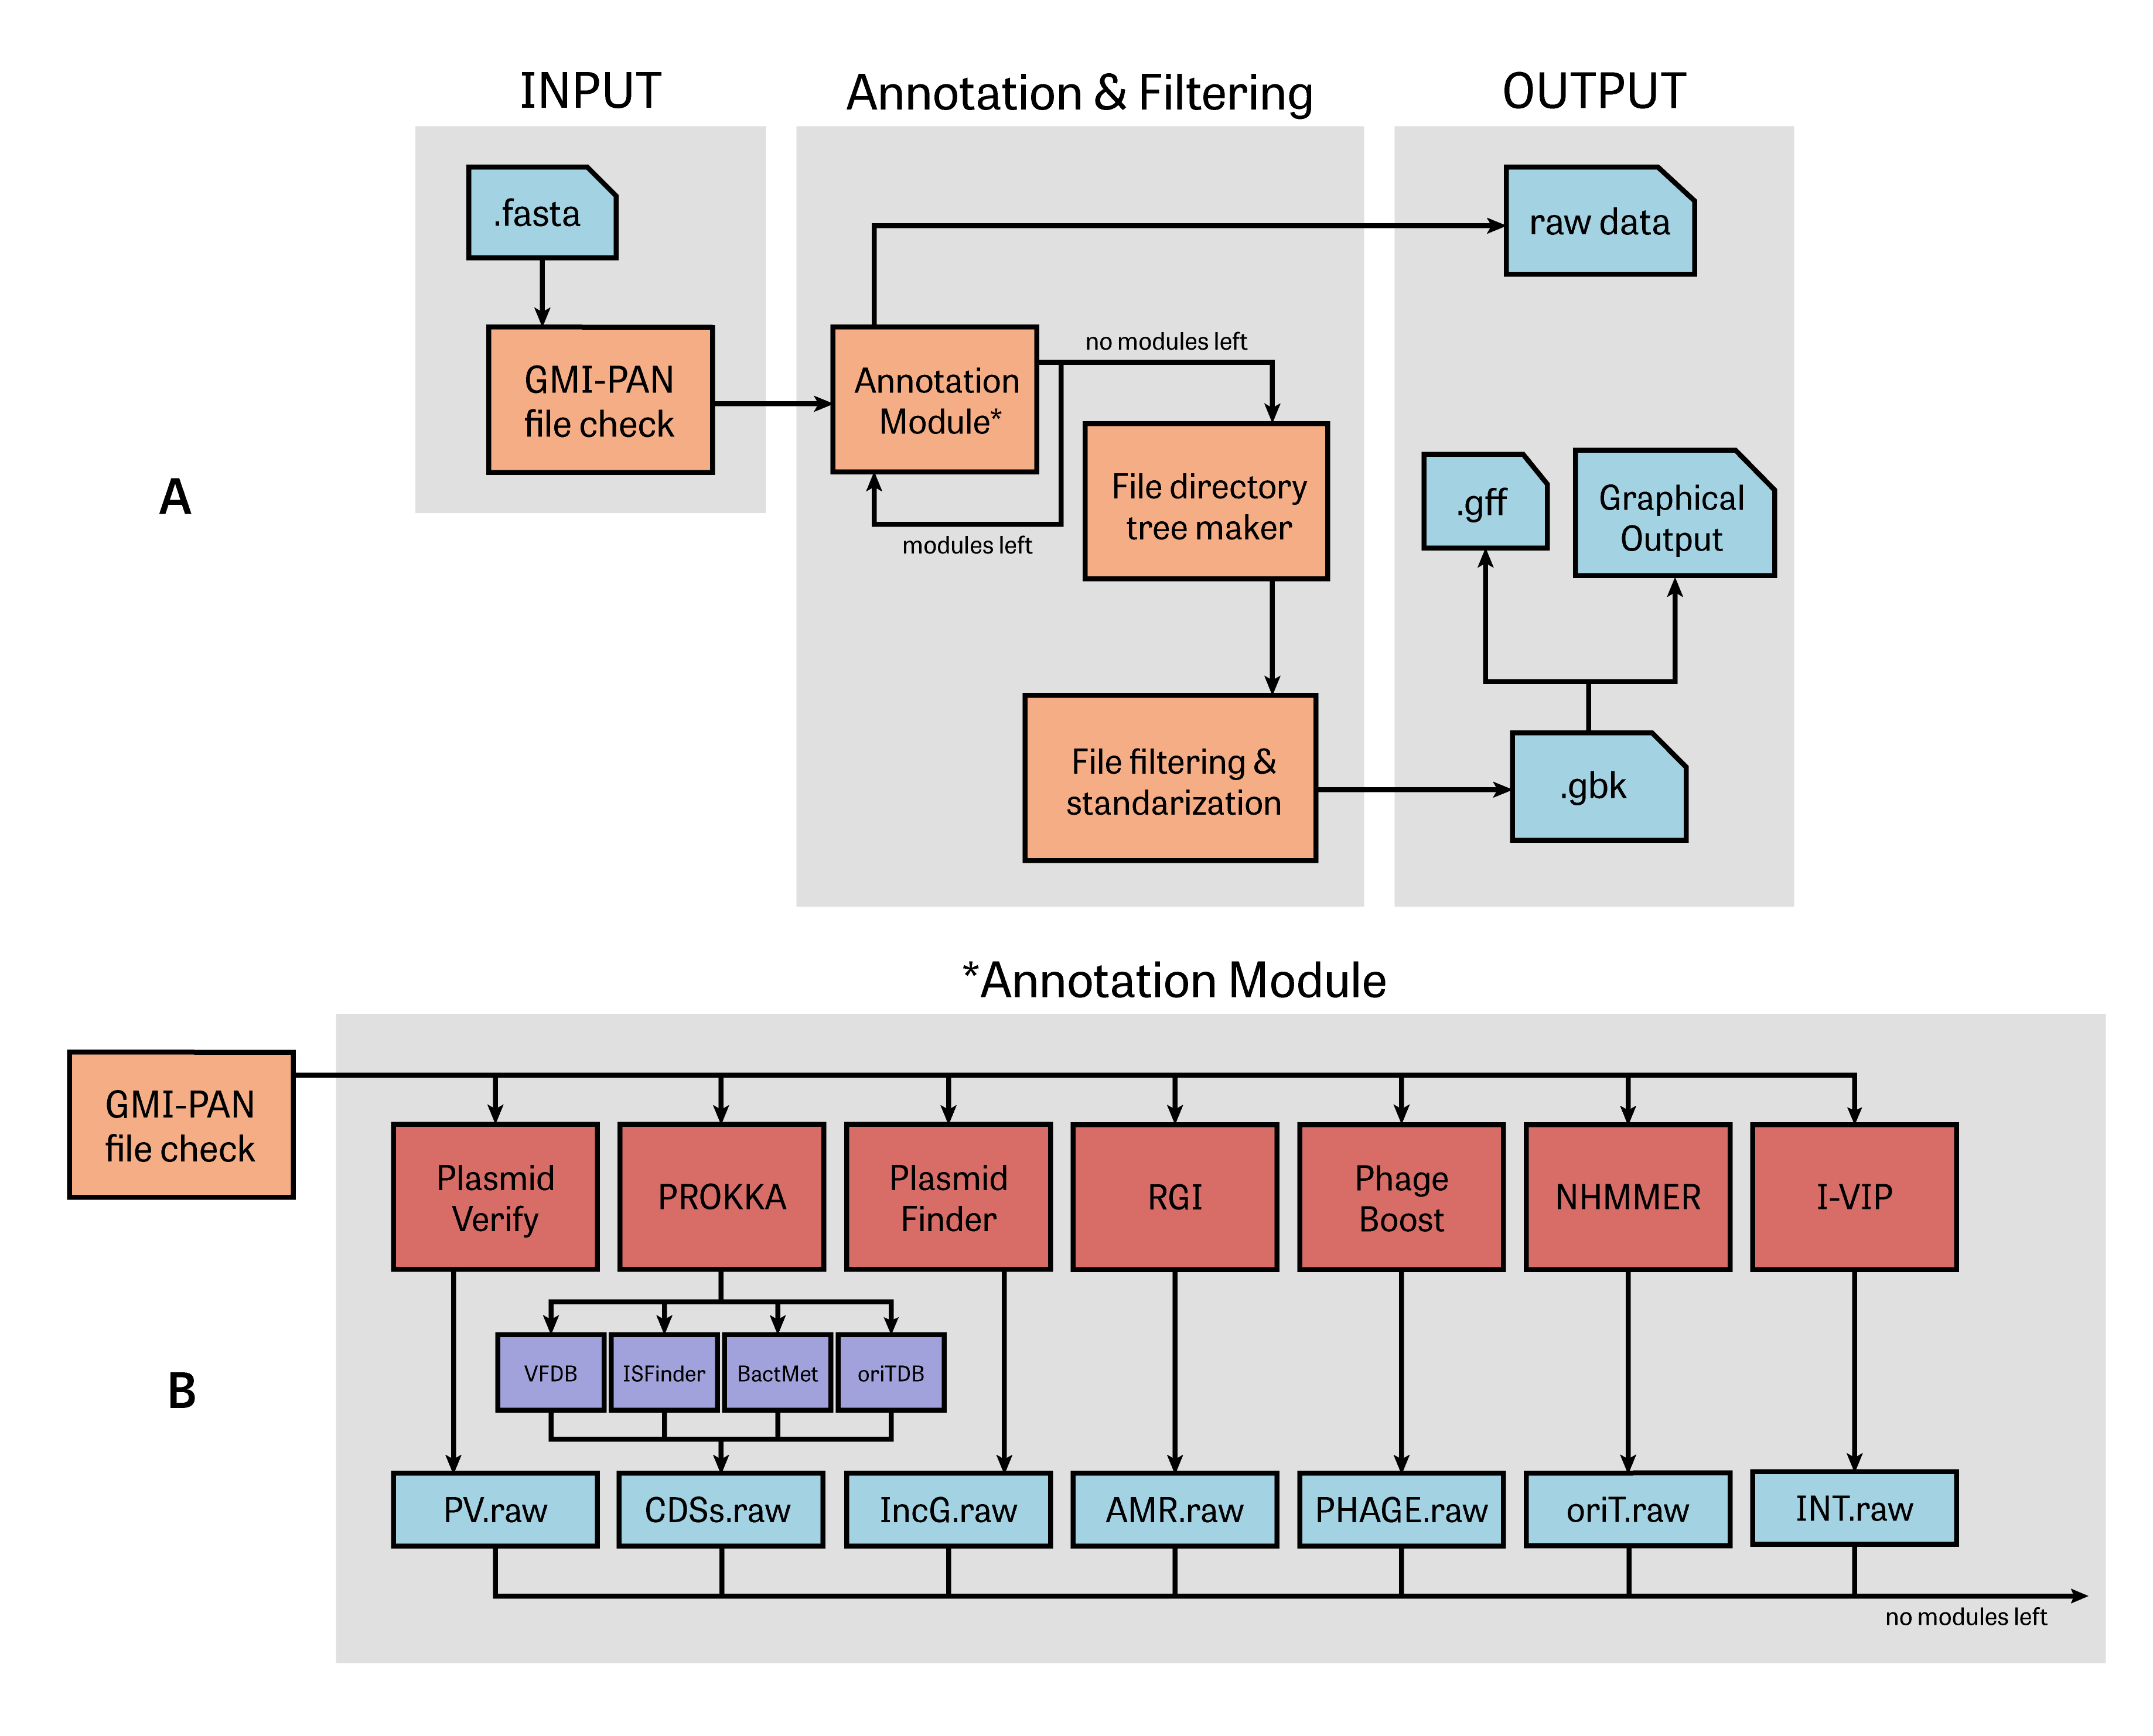 INPUT
Annotation & Filtering
OUTPUT
.fasta
raw data
GMI-PAN
file check
Annotation
Module*
no modules left
modules left
File directory
tree maker
.gff
Graphical
Output
File filtering &
standarization
.gbk
A
*Annotation Module
GMI-PAN
file check
Plasmid
Verify
PROKKA
Plasmid
Finder
RGI
Phage
Boost
NHMMER
I-VIP
VFDB
ISFinder
BactMet
oriTDB
B
PV.raw
CDSs.raw
IncG.raw
AMR.raw
PHAGE.raw
oriT.raw
INT.raw
no modules left